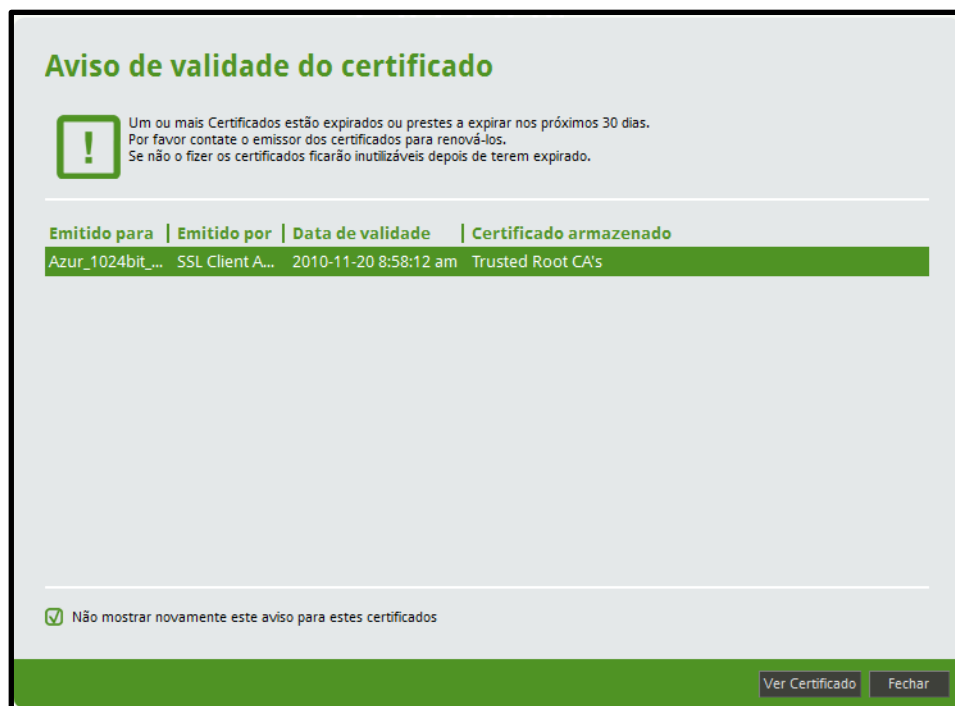 Aviso de validade do certificado
!
Um ou mais Certificados estão expirados ou prestes a expirar nos próximos 30 dias.
Por favor contate o emissor dos certificados para renová-los.
Se não o fizer os certificados ficarão inutilizáveis depois de terem expirado.
Emitido para | Emitido por | Data de validade | Certificado armazenado
Azur_1024bit_... SSL Client A... 2010-11-20 8:58:12 am Trusted Root CA's
Não mostrar novamente este aviso para estes certificados
Ver Certificado Fechar